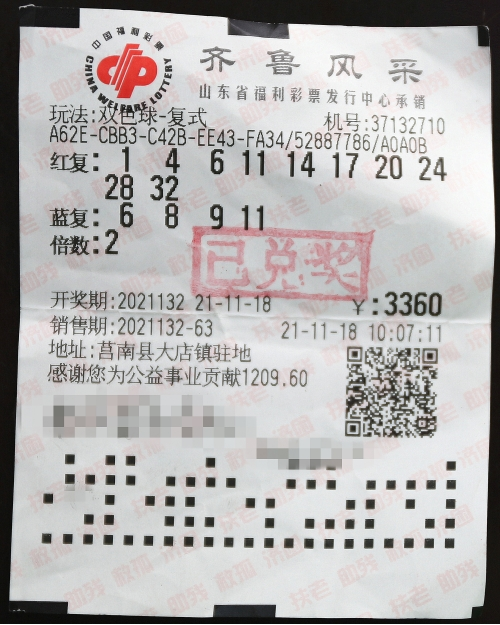 中国福利彩票
CHINA WELFARE LOTTERY
齐鲁风采
山东省福利彩票发行中心承销
玩法:双色球-复式 机号:37132710
A62E-CBB3-C42B-EE43-FA34/52887786/A0A0B
红复: 1 4 6 11 14 17 20 24
28 32
蓝复: 6 8 9 11
倍数:2
已兑奖
开奖期:2021132 21-11-18 ¥:3360
销售期:2021132-63 21-11-18 10:07:11
地址:莒南县大店镇驻地
感谢您为公益事业贡献1209.60